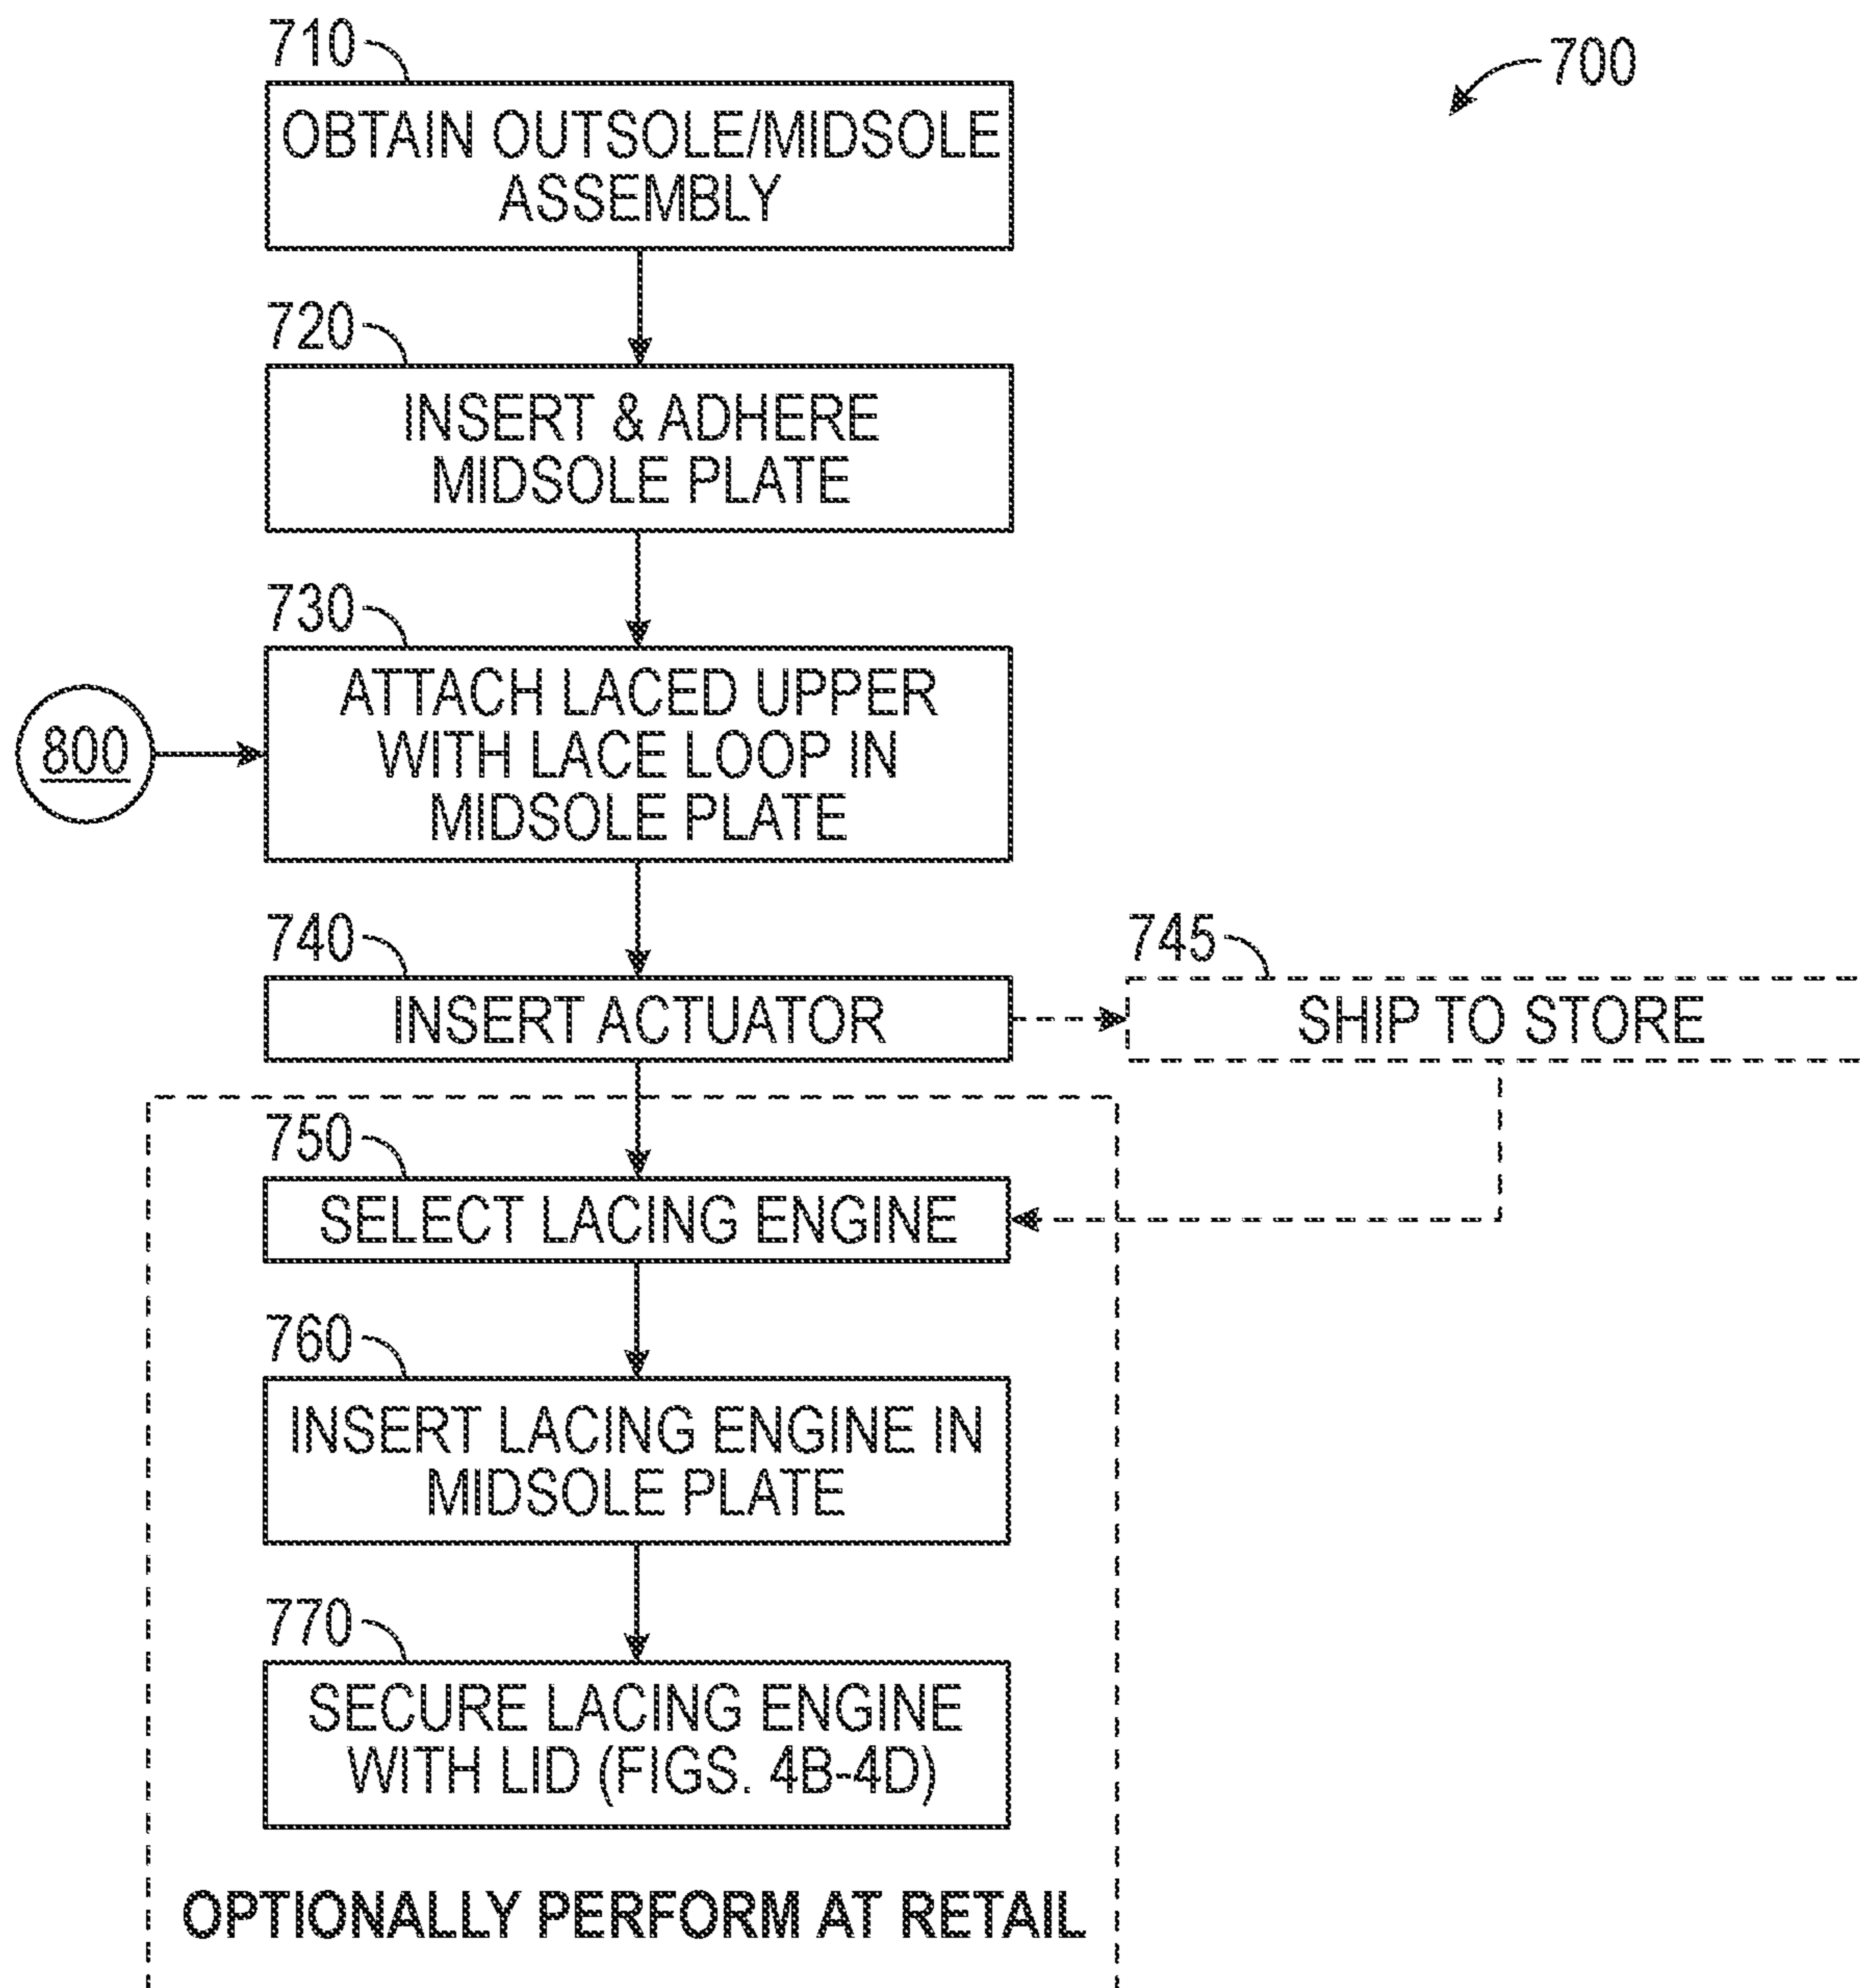 710
700
OBTAIN OUTSOLE/MIDSOLE
ASSEMBLY
720
INSERT & ADHERE
MIDSOLE PLATE
730
ATTACH LACED UPPER
WITH LACE LOOP IN
MIDSOLE PLATE
800
740
745
INSERT ACTUATOR
SHIP TO STORE
750
SELECT LACING ENGINE
760
INSERT LACING ENGINE IN
MIDSOLE PLATE
770
SECURE LACING ENGINE
WITH LID (FIGS. 4B-4D)
OPTIONALLY PERFORM AT RETAIL